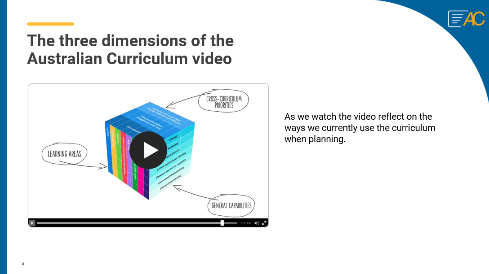 AC
The three dimensions of the
Australian Curriculum video
CROSS-CURRICULUM
PRIORITIES
LEARNING AREAS
GENERAL CAPABILITIES
As we watch the video reflect on the
ways we currently use the curriculum
when planning.